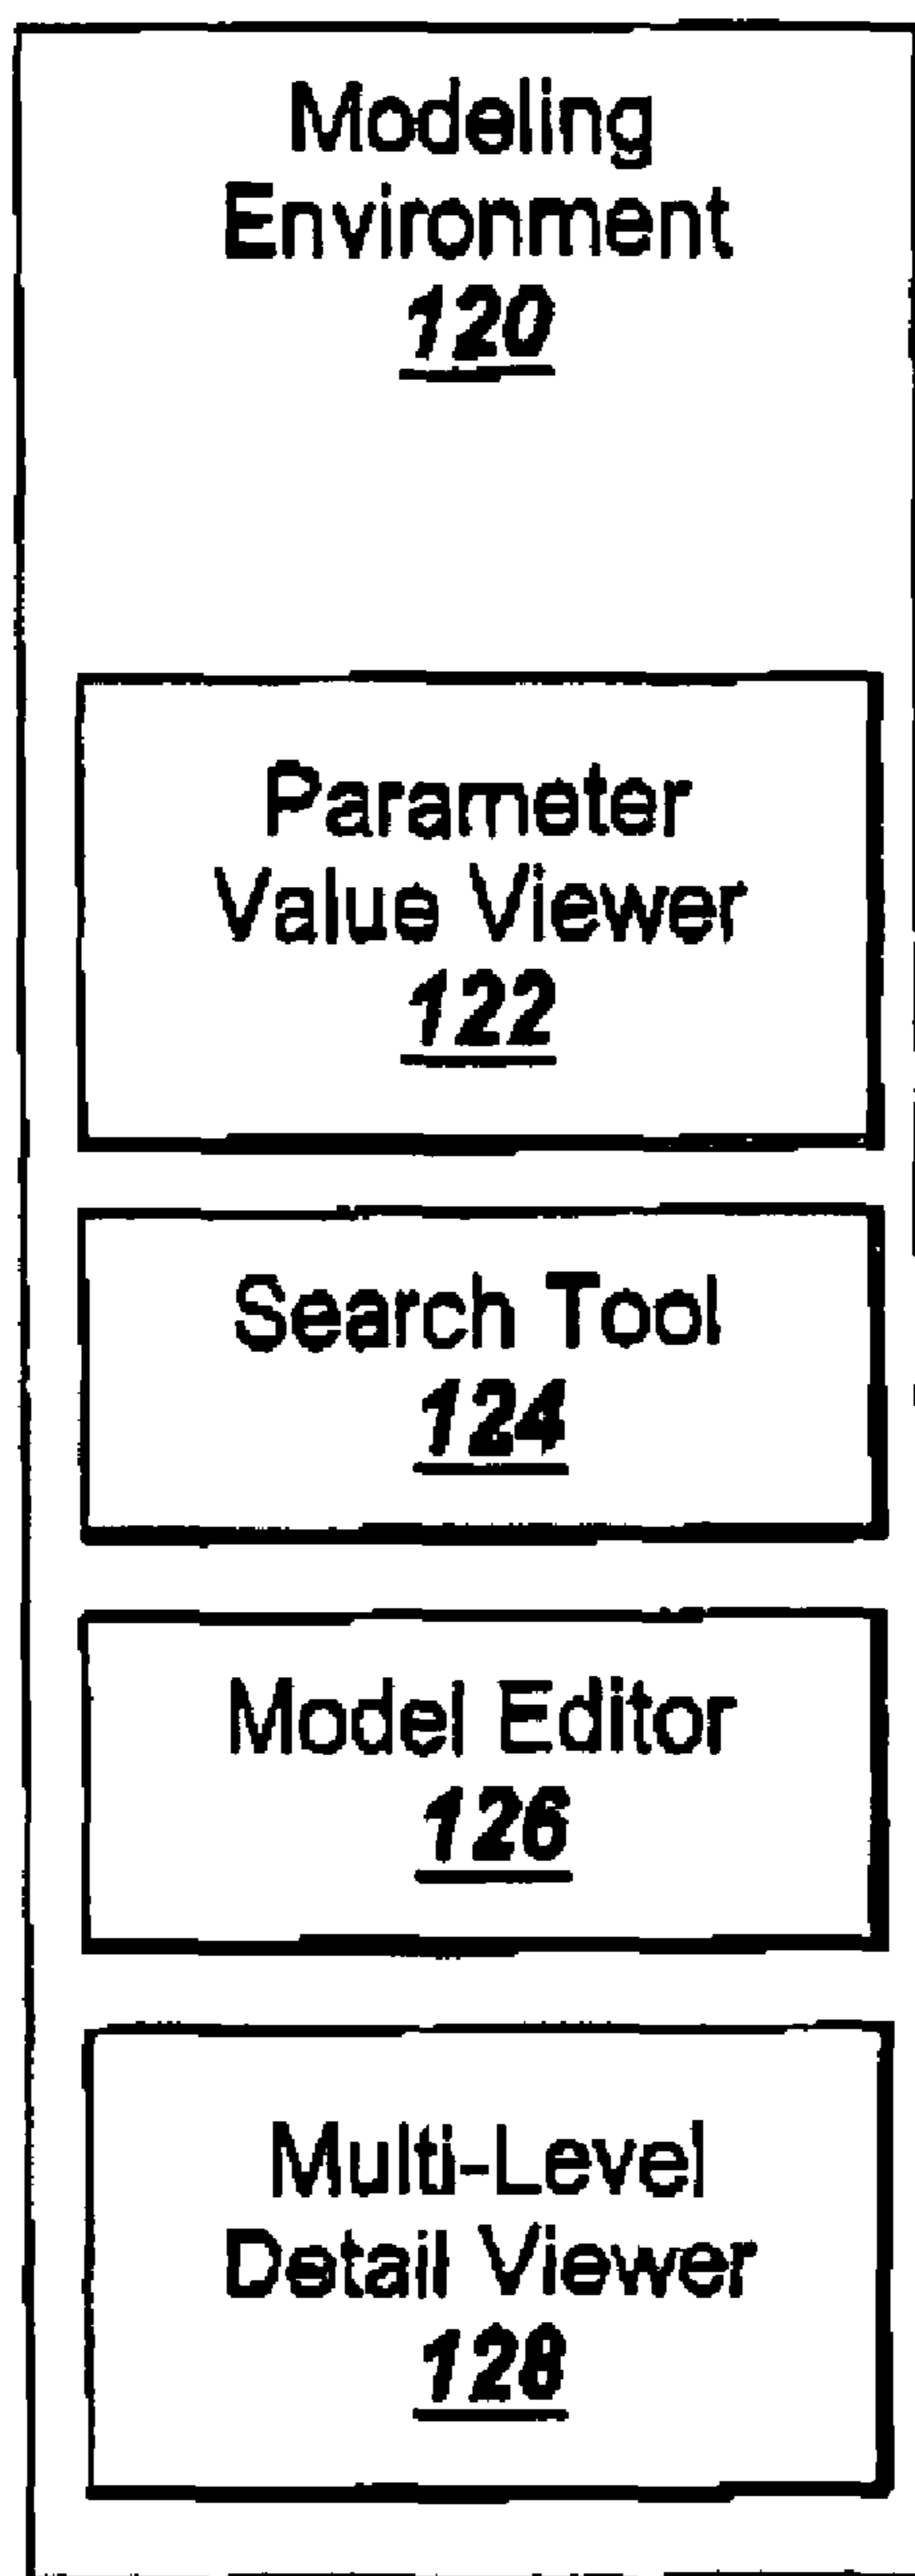 Modeling
Environment
120
Parameter
Value Viewer
122
Search Tool
124
Model Editor
126
Multi-Level
Detail Viewer
128